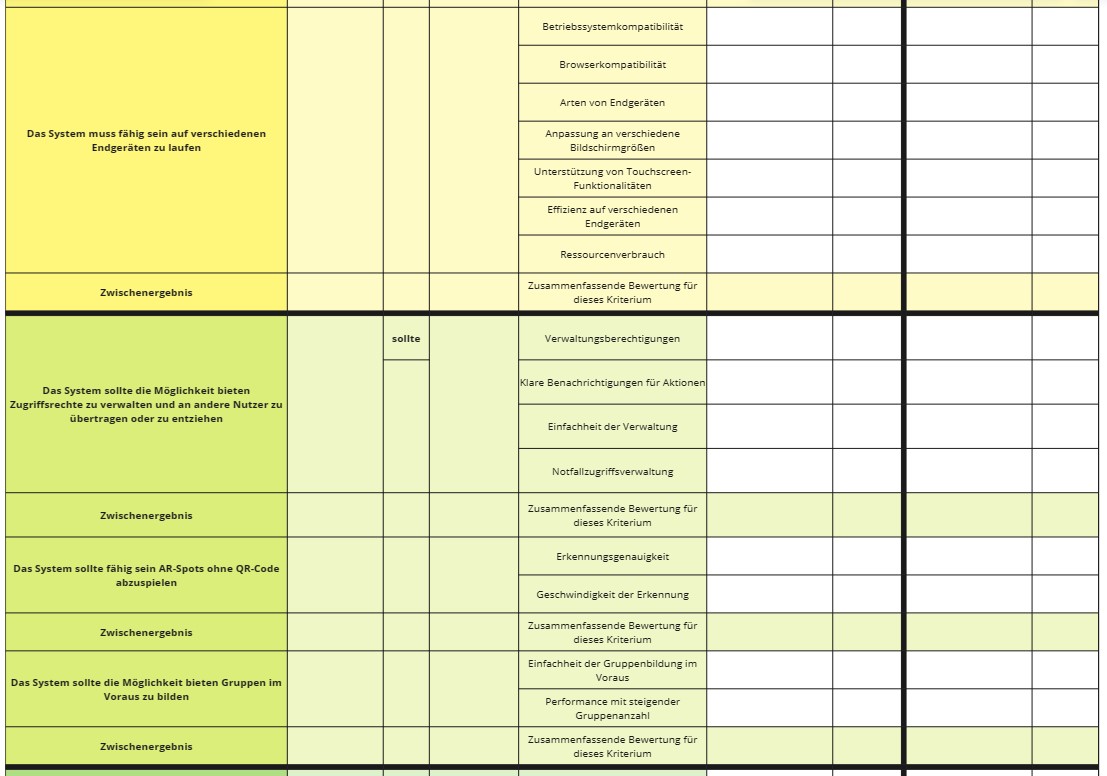 Betriebssystemkompatibilität
Browserkompatibilität
Arten von Endgeräten
Das System muss fähig sein auf verschiedenen
Endgeräten zu laufen
Anpassung an verschiedene
Bildschirmgrößen
Unterstützung von Touchscreen-
Funktionalitäten
Effizienz auf verschiedenen
Endgeräten
Ressourcenverbrauch
Zwischenergebnis
Zusammenfassende Bewertung für
dieses Kriterium
sollte
Verwaltungsberechtigungen
Klare Benachrichtigungen für Aktionen
Das System sollte die Möglichkeit bieten
Zugriffsrechte zu verwalten und an andere Nutzer zu
übertragen oder zu entziehen
Einfachheit der Verwaltung
Notfallzugriffsverwaltung
Zwischenergebnis
Zusammenfassende Bewertung für
dieses Kriterium
Das System sollte fähig sein AR-Spots ohne QR-Code
abzuspielen
Erkennungsgenauigkeit
Geschwindigkeit der Erkennung
Zwischenergebnis
Zusammenfassende Bewertung für
dieses Kriterium
Das System sollte die Möglichkeit bieten Gruppen im
Voraus zu bilden
Einfachheit der Gruppenbildung im
Voraus
Performance mit steigender
Gruppenanzahl
Zwischenergebnis
Zusammenfassende Bewertung für
dieses Kriterium